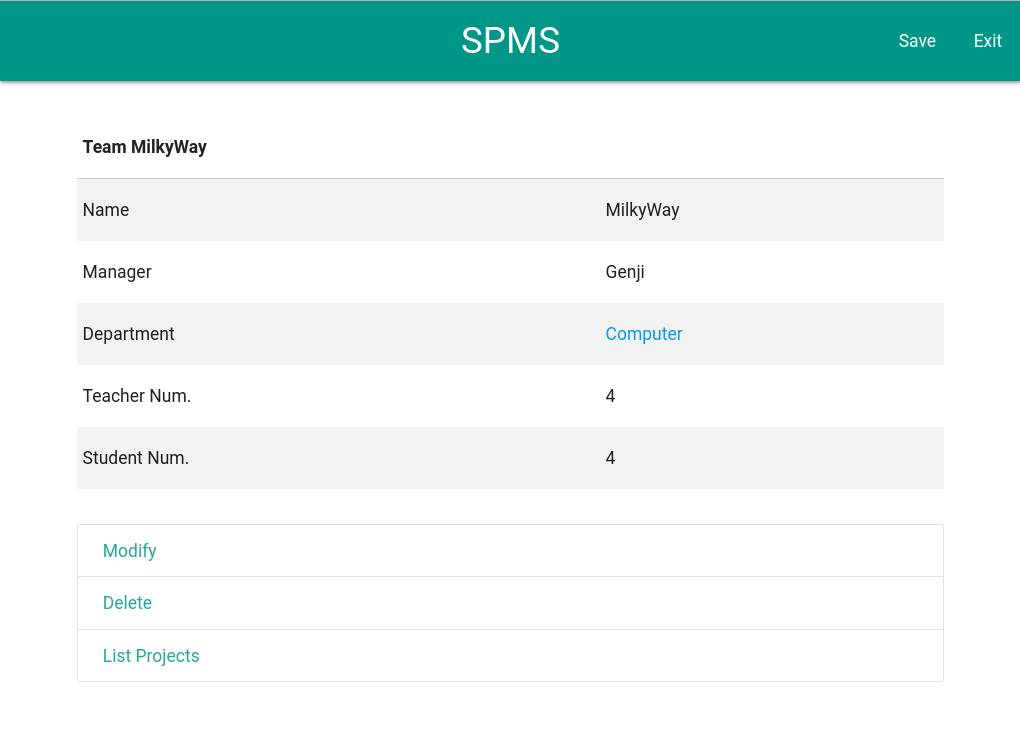 SPMS
Save Exit
Team MilkyWay
Name MilkyWay
Manager Genji
Department Computer
Teacher Num. 4
Student Num. 4
Modify
Delete
List Projects